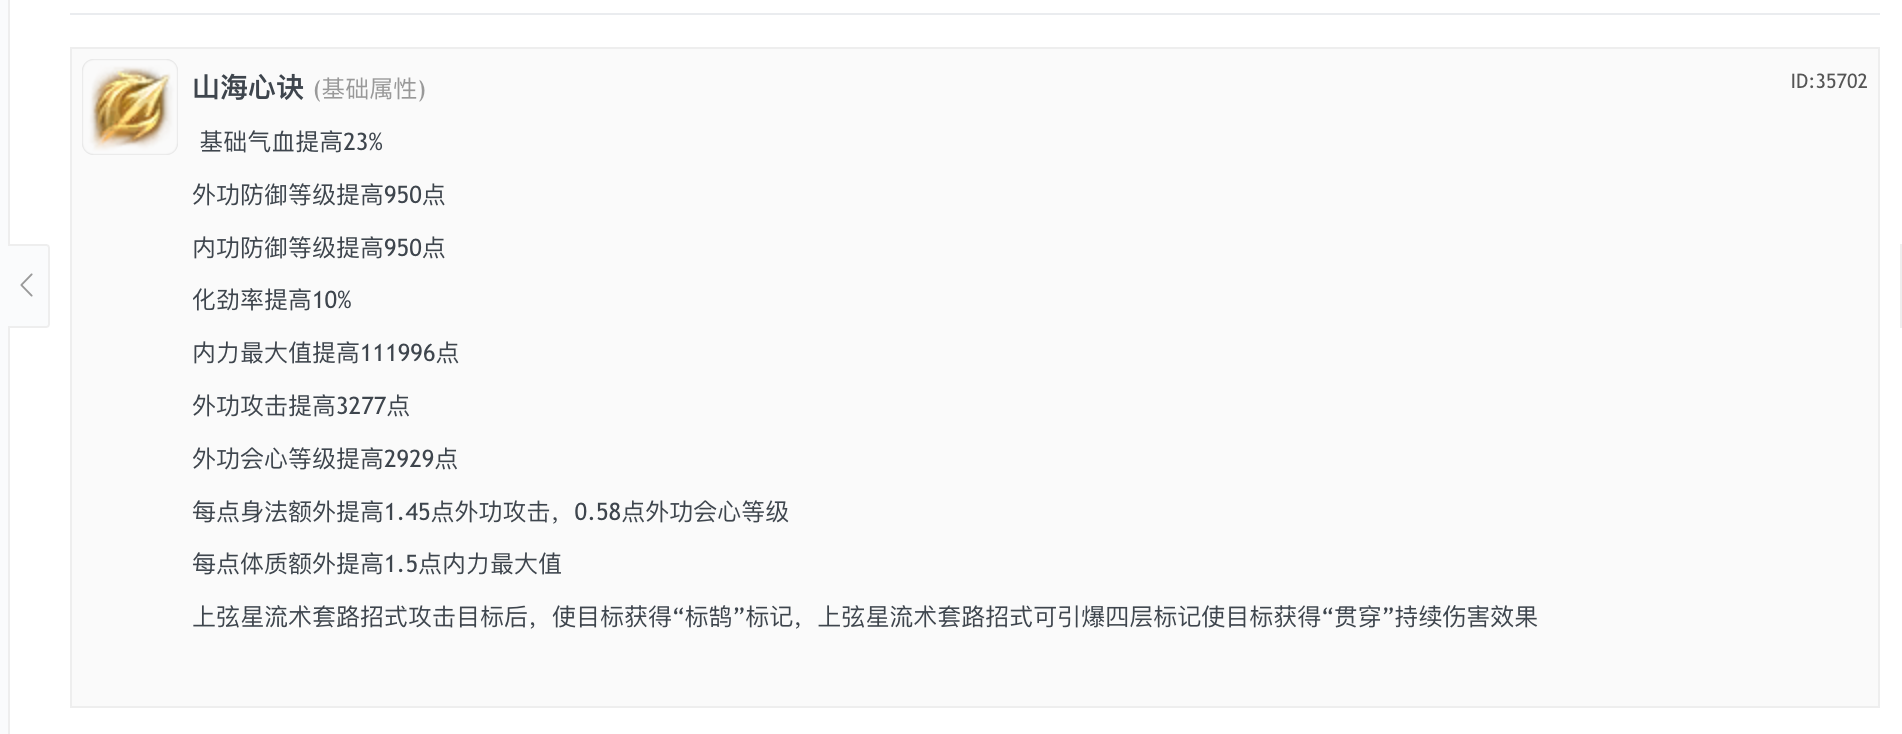 山海心诀 (基础属性)
ID:35702
基础气血提高23%
外功防御等级提高950点
内功防御等级提高950点
化劲率提高10%
内力最大值提高111996点
外功攻击提高3277点
外功会心等级提高2929点
每点身法额外提高1.45点外功攻击，0.58点外功会心等级
每点体质额外提高1.5点内力最大值
上弦星流术套路招式攻击目标后，使目标获得“标鹄”标记，上弦星流术套路招式可引爆四层标记使目标获得“贯穿”持续伤害效果